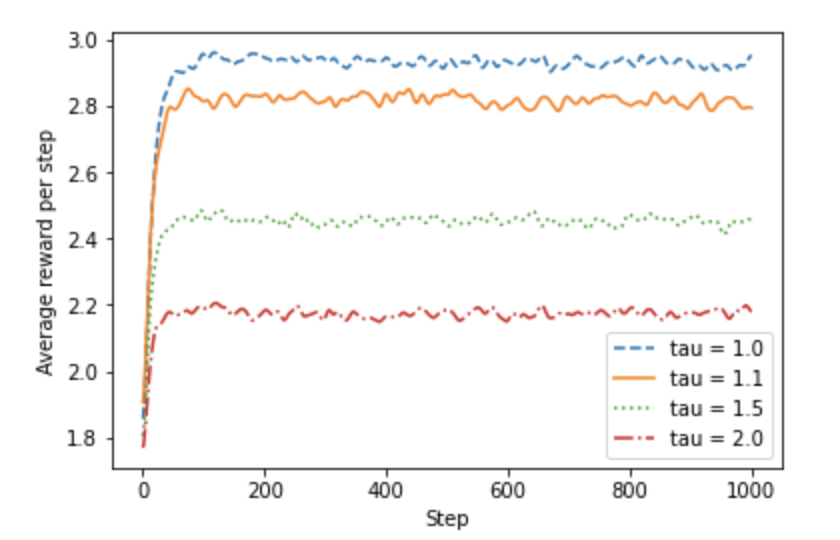 3.0
2.8
2.6
2.4
2.2
2.0
1.8
Average reward per step
0 200 400 600 800 1000
Step
tau = 1.0
tau = 1.1
tau = 1.5
tau = 2.0